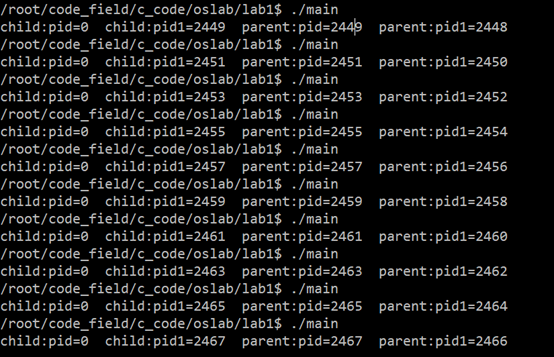 /root/code_field/c_code/oslab/lab1$ ./main
child:pid=0  child:pid1=2449  parent:pid=2449  parent:pid1=2448
/root/code_field/c_code/oslab/lab1$ ./main
child:pid=0  child:pid1=2451  parent:pid=2451  parent:pid1=2450
/root/code_field/c_code/oslab/lab1$ ./main
child:pid=0  child:pid1=2453  parent:pid=2453  parent:pid1=2452
/root/code_field/c_code/oslab/lab1$ ./main
child:pid=0  child:pid1=2455  parent:pid=2455  parent:pid1=2454
/root/code_field/c_code/oslab/lab1$ ./main
child:pid=0  child:pid1=2457  parent:pid=2457  parent:pid1=2456
/root/code_field/c_code/oslab/lab1$ ./main
child:pid=0  child:pid1=2459  parent:pid=2459  parent:pid1=2458
/root/code_field/c_code/oslab/lab1$ ./main
child:pid=0  child:pid1=2461  parent:pid=2461  parent:pid1=2460
/root/code_field/c_code/oslab/lab1$ ./main
child:pid=0  child:pid1=2463  parent:pid=2463  parent:pid1=2462
/root/code_field/c_code/oslab/lab1$ ./main
child:pid=0  child:pid1=2465  parent:pid=2465  parent:pid1=2464
/root/code_field/c_code/oslab/lab1$ ./main
child:pid=0  child:pid1=2467  parent:pid=2467  parent:pid1=2466